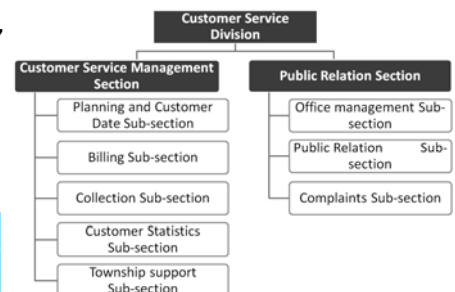 Customer Service
Division
Customer Service Management
Section
Planning and Customer
Date Sub-section
Billing Sub-section
Collection Sub-section
Customer Statistics
Sub-section
Township support
Sub-section
Public Relation Section
Office management Sub-
section
Public Relation Sub-
section
Complaints Sub-section